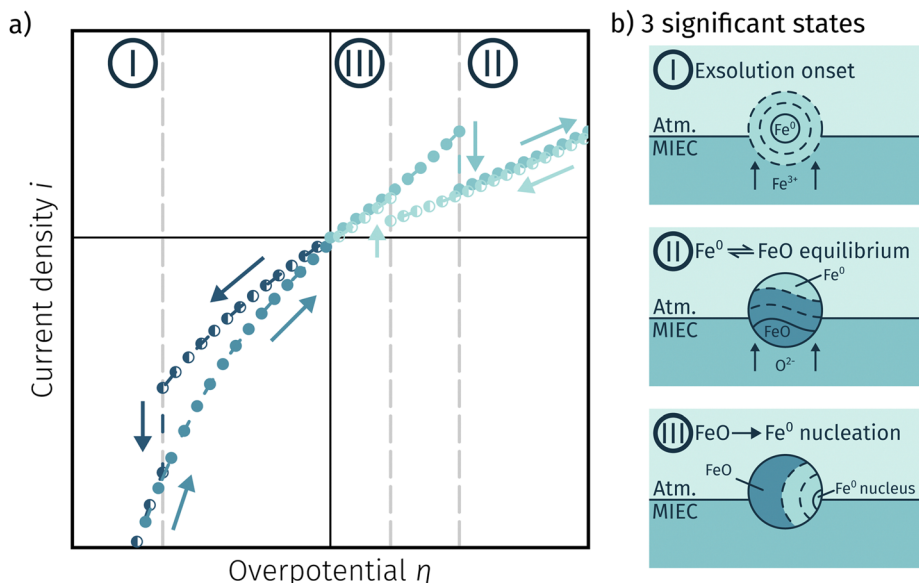 a)
I
III
II
Current density i
Overpotential η
b) 3 significant states
I Exsolution onset
Fe⁰
Atm.
MIEC
Fe³⁺
II Fe⁰ ⇌ FeO equilibrium
Fe⁰
Atm.
MIEC
FeO
O²⁻
III FeO → Fe⁰ nucleation
FeO
Fe⁰ nucleus
Atm.
MIEC